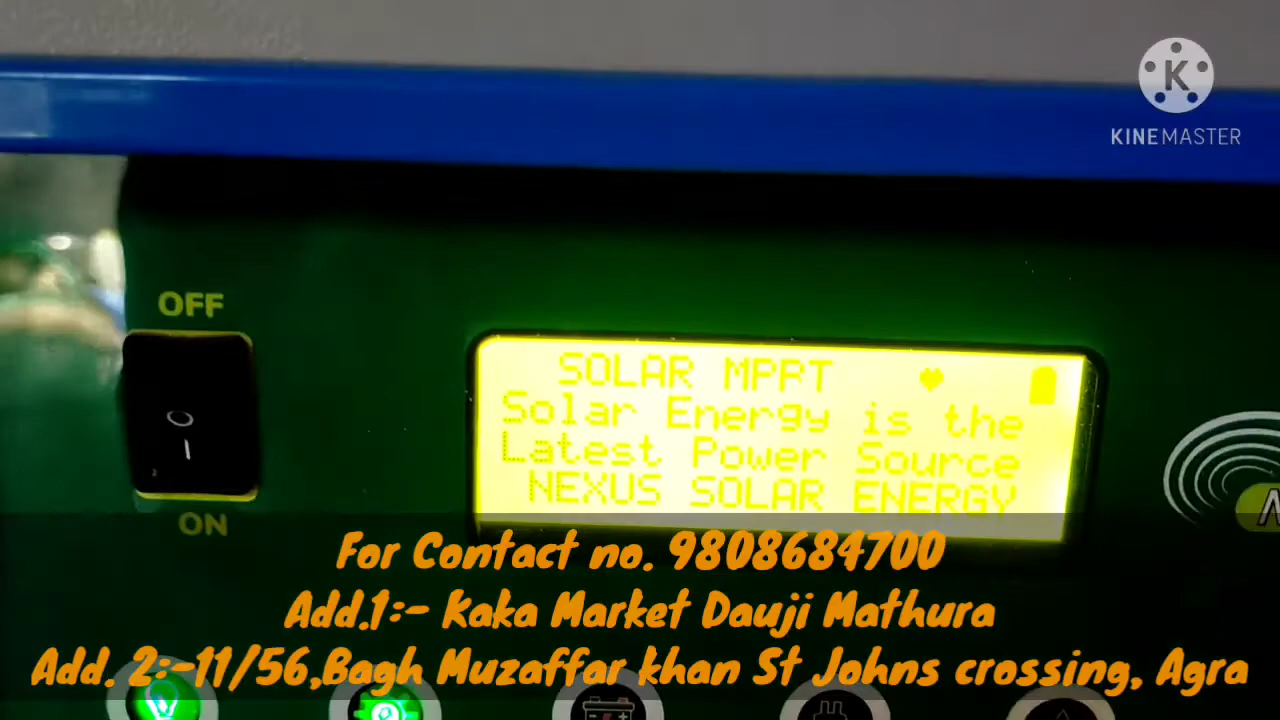 K
KINEMASTER
OFF
SOLAR MPPT
Solar Energy is the
Latest Power Source
NEXUS SOLAR ENERGY
ON
For Contact no. 9808684700
Add.1:- Kaka Market Dauji Mathura
Add. 2:-11/56,Bagh Muzaffar khan St Johns crossing, Agra